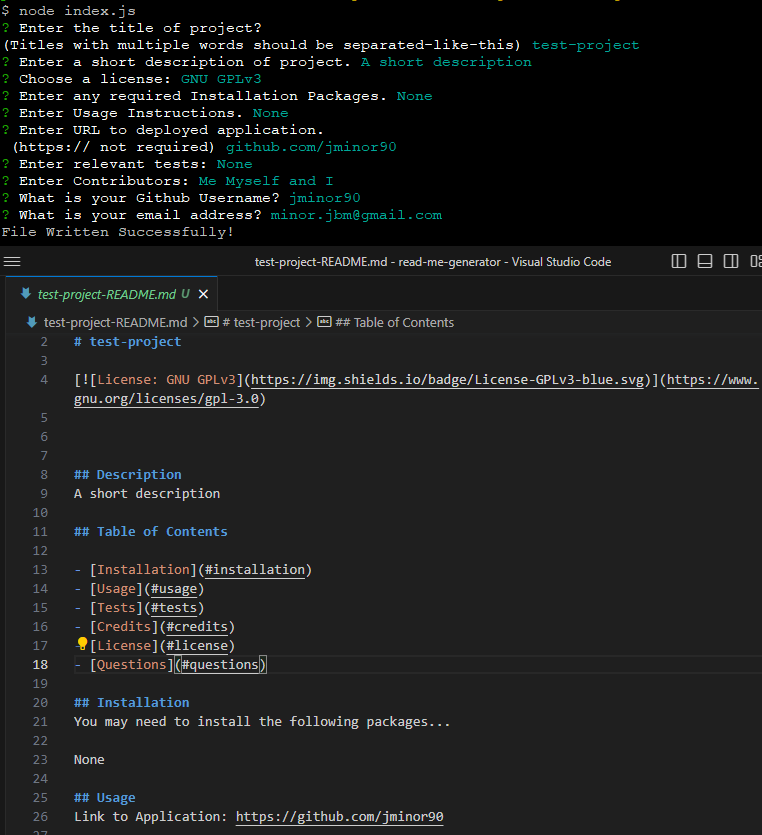 $ node index.js
? Enter the title of project?
(Titles with multiple words should be separated-like-this) test-project
? Enter a short description of project. A short description
? Choose a license: GNU GPLv3
? Enter any required Installation Packages. None
? Enter Usage Instructions. None
? Enter URL to deployed application.
(https:// not required) github.com/jminor90
? Enter relevant tests: None
? Enter Contributors: Me Myself and I
? What is your Github Username? jminor90
? What is your email address? minor.jbm@gmail.com
File Written Successfully!
test-project-README.md - read-me-generator - Visual Studio Code
test-project-README.md U
test-project-README.md > # test-project > ## Table of Contents
2 # test-project
3
4 [![License: GNU GPLv3](https://img.shields.io/badge/License-GPLv3-blue.svg)](https://www.
gnu.org/licenses/gpl-3.0)
5
6
7
8 ## Description
9 A short description
10
11 ## Table of Contents
12
13 - [Installation](#installation)
14 - [Usage](#usage)
15 - [Tests](#tests)
16 - [Credits](#credits)
17 - [License](#license)
18 - [Questions](#questions)
19
20 ## Installation
21 You may need to install the following packages...
22
23 None
24
25 ## Usage
26 Link to Application: https://github.com/jminor90
27